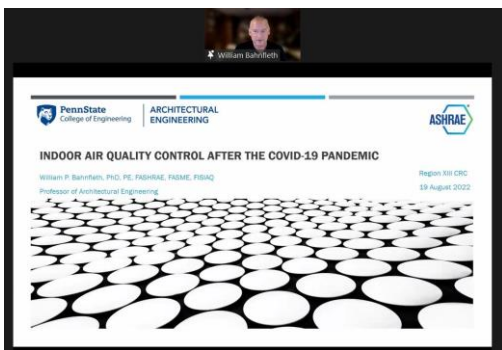 William Bahnfleth
PennState
College of Engineering
ARCHITECTURAL
ENGINEERING
ASHRAE
INDOOR AIR QUALITY CONTROL AFTER THE COVID-19 PANDEMIC
William P. Bahnfleth, PhD, PE, FASHRAE, FASME, FISIAQ
Region XIII CRC
Professor of Architectural Engineering
19 August 2022